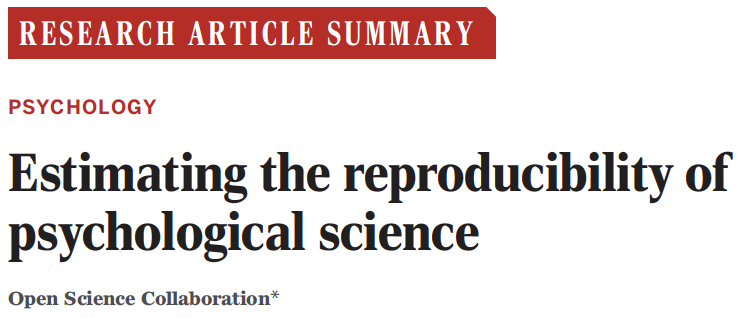 RESEARCH ARTICLE SUMMARY
PSYCHOLOGY
Estimating the reproducibility of
psychological science
Open Science Collaboration*